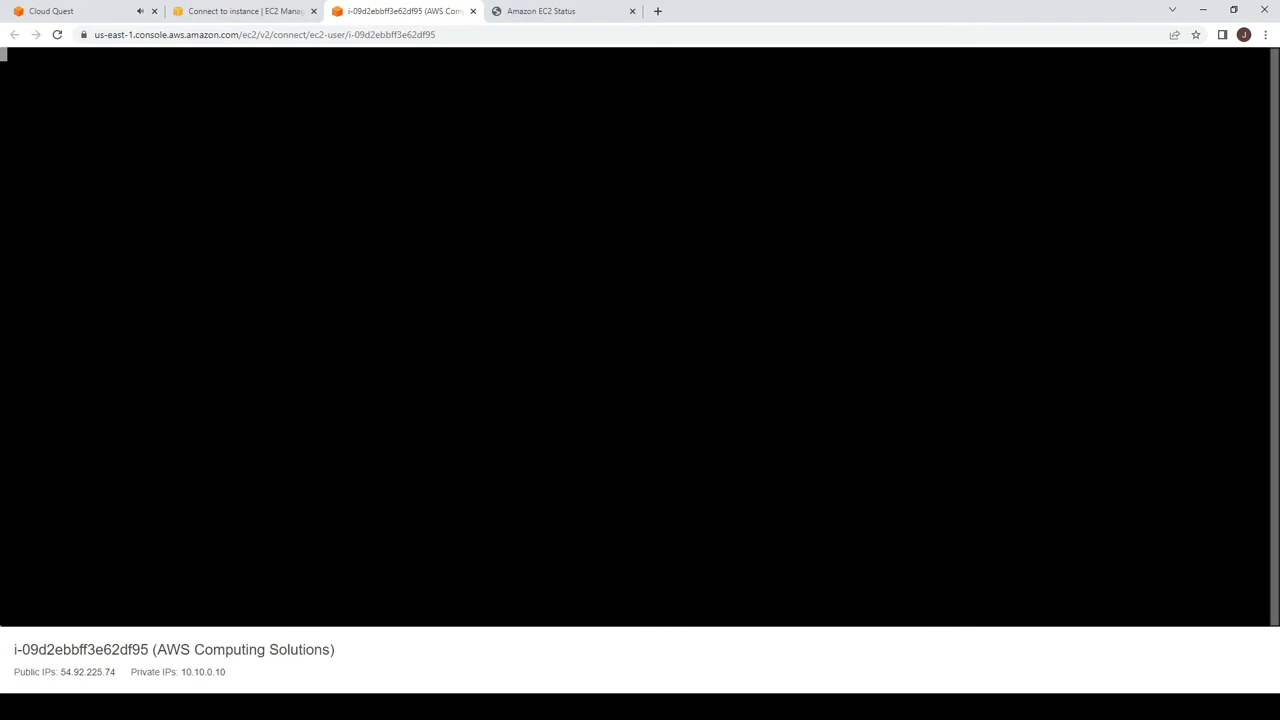 Cloud Quest
Connect to instance | EC2 Manag
i-09d2ebbff3e62df95 (AWS Com
Amazon EC2 Status
us-east-1.console.aws.amazon.com/ec2/v2/connect/ec2-user/i-09d2ebbff3e62df95
J
i-09d2ebbff3e62df95 (AWS Computing Solutions)
Public IPs: 54.92.225.74 Private IPs: 10.10.0.10